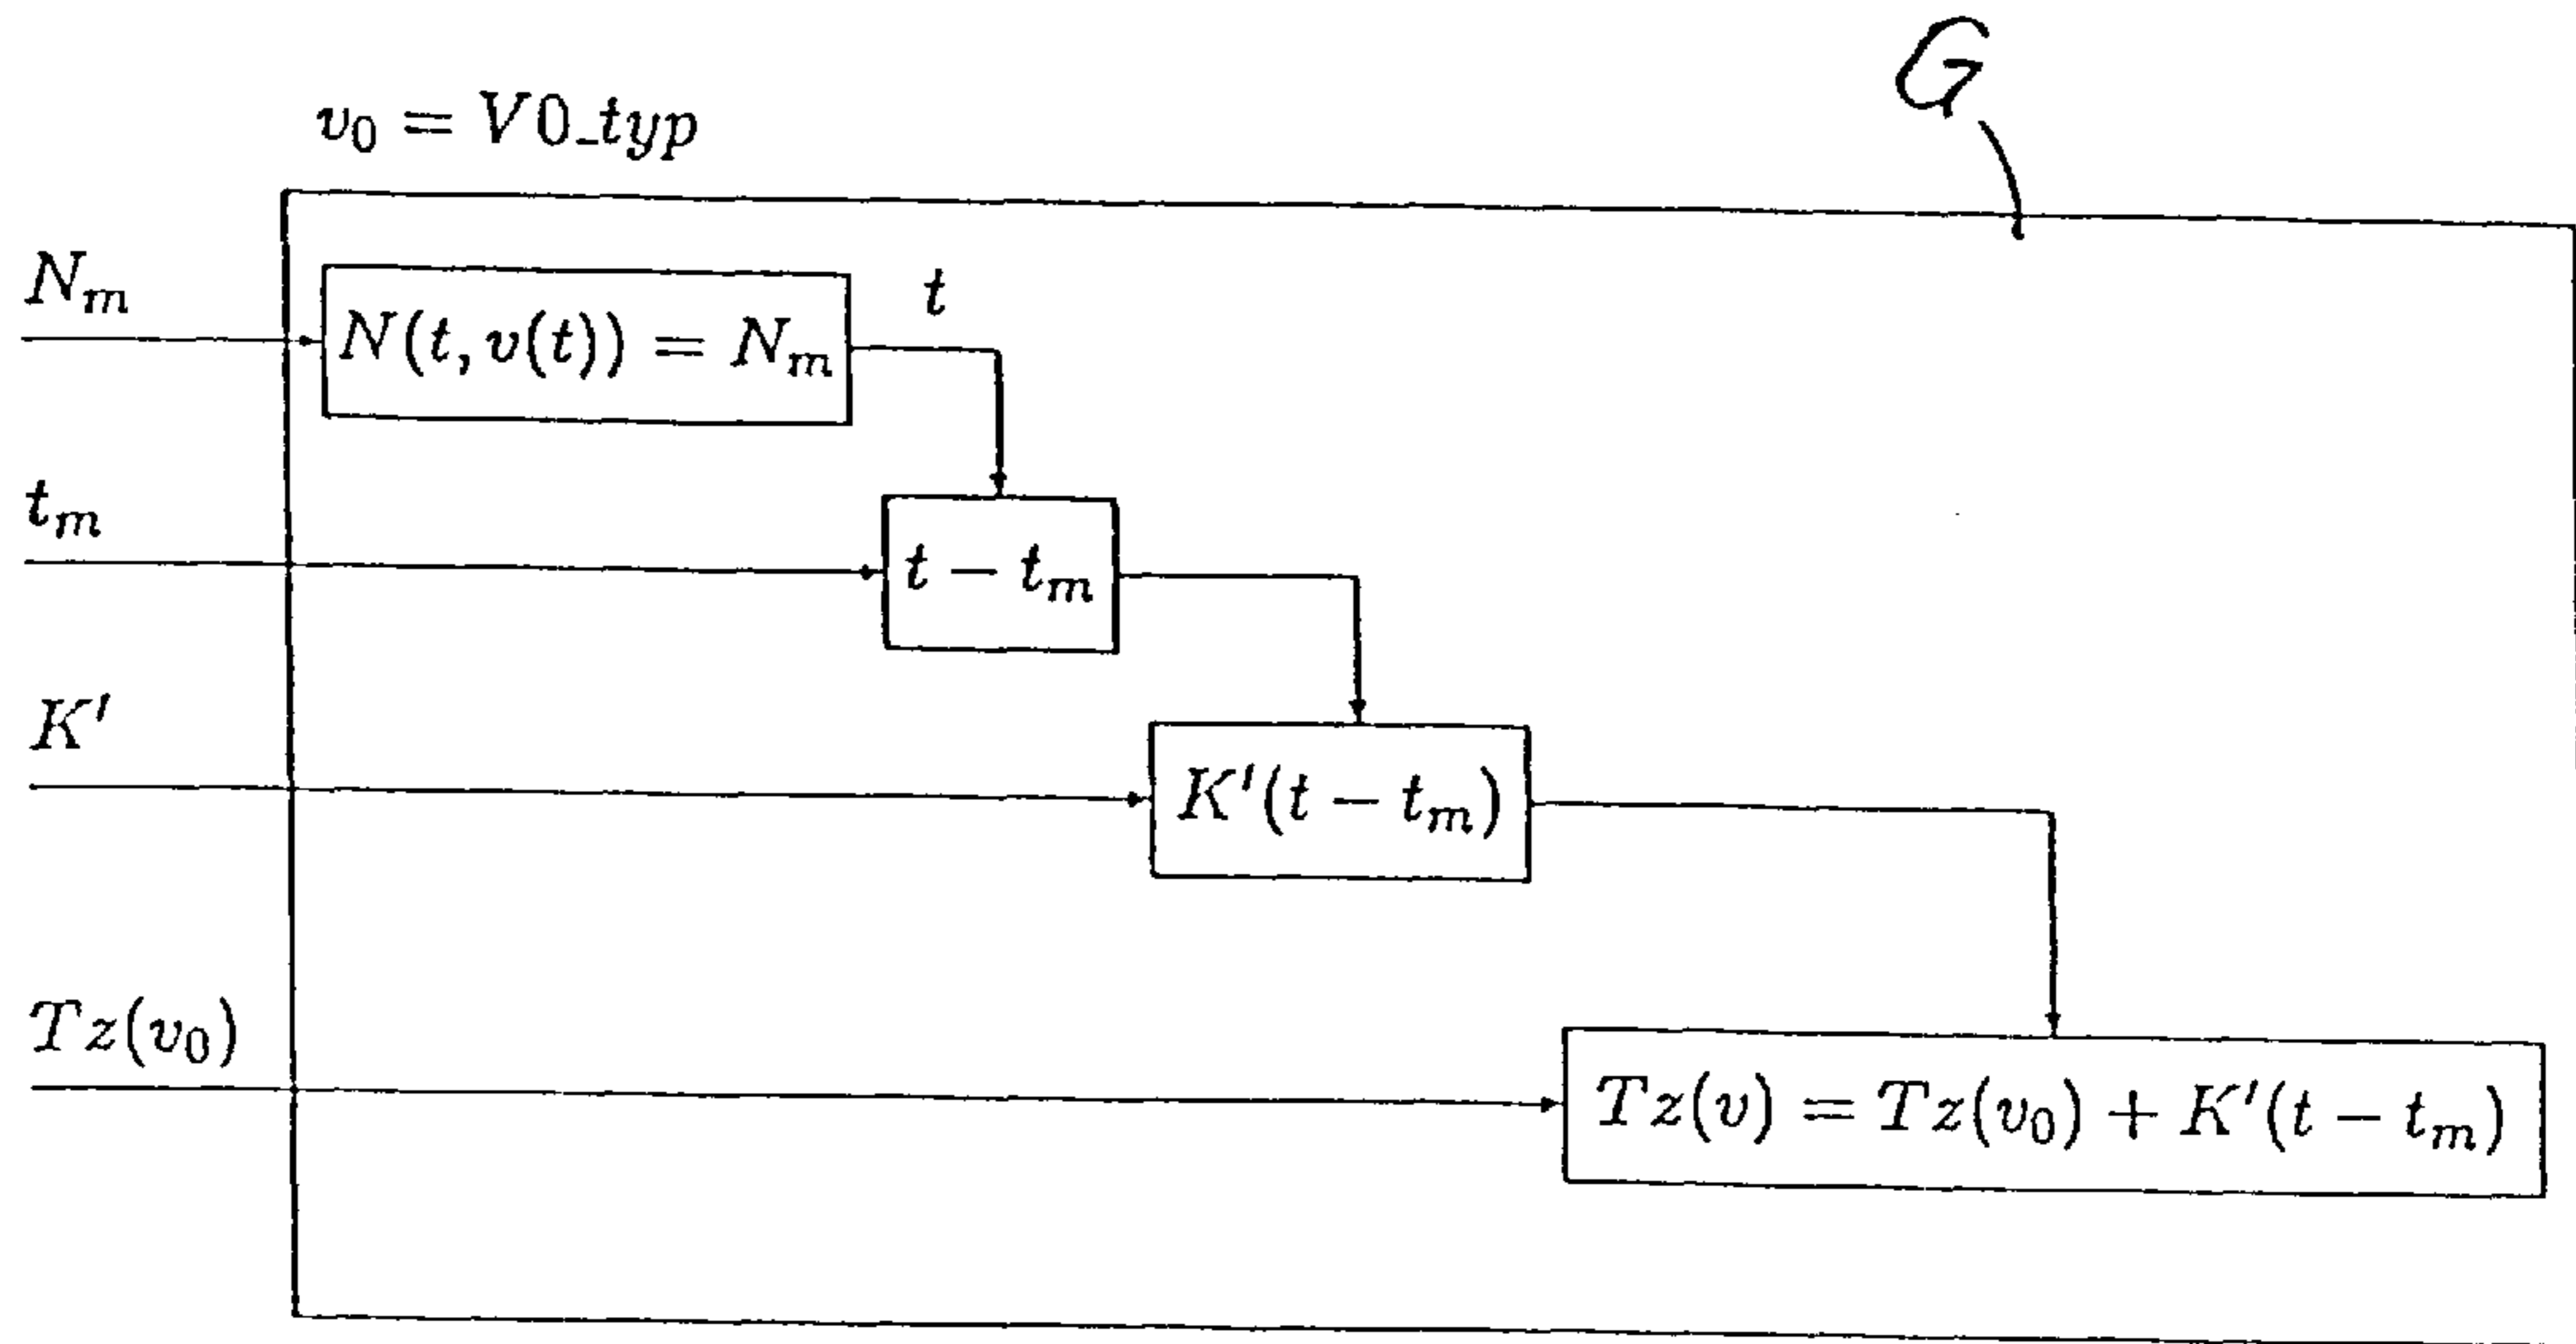 G
v₀ = V0_typ
N_m
N(t, v(t)) = N_m
t
t_m
t − t_m
K′
K′(t − t_m)
Tz(v₀)
Tz(v) = Tz(v₀) + K′(t − t_m)